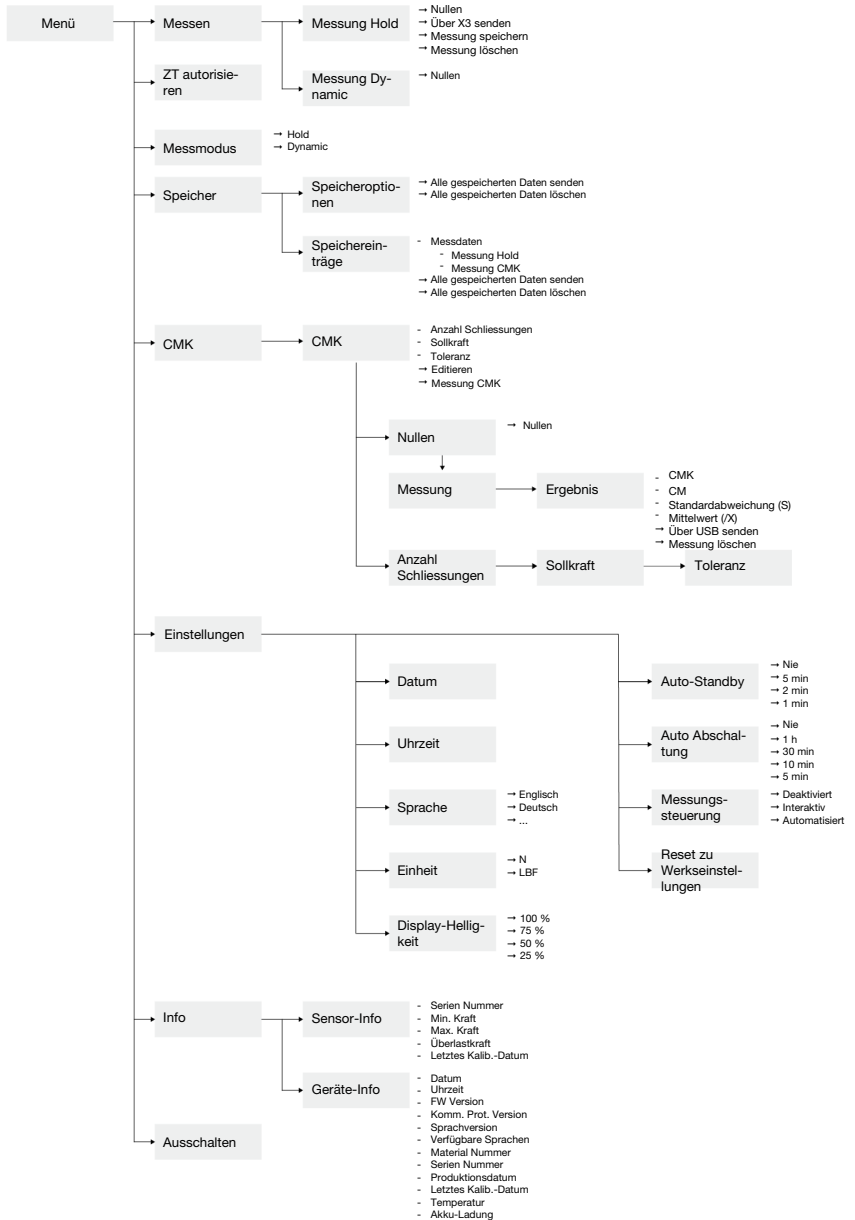 Menü
Messen
Messung Hold
→ Nullen
→ Über X3 senden
→ Messung speichern
→ Messung löschen
ZT autorisie-
ren
Messung Dy-
namic
→ Nullen
Messmodus
→ Hold
→ Dynamic
Speicher
Speicheroptio-
nen
→ Alle gespeicherten Daten senden
→ Alle gespeicherten Daten löschen
Speicherein-
träge
- Messdaten
- Messung Hold
- Messung CMK
→ Alle gespeicherten Daten senden
→ Alle gespeicherten Daten löschen
CMK
CMK
- Anzahl Schliessungen
- Sollkraft
- Toleranz
→ Editieren
→ Messung CMK
Nullen
→ Nullen
Messung
Ergebnis
- CMK
- CM
- Standardabweichung (S)
- Mittelwert (/X)
→ Über USB senden
→ Messung löschen
Anzahl
Schliessungen
Sollkraft
Toleranz
Einstellungen
Datum
Uhrzeit
Sprache
→ Englisch
→ Deutsch
→ ...
Einheit
→ N
→ LBF
Display-Hellig-
keit
→ 100 %
→ 75 %
→ 50 %
→ 25 %
Auto-Standby
→ Nie
→ 5 min
→ 2 min
→ 1 min
Auto Abschal-
tung
→ Nie
→ 1 h
→ 30 min
→ 10 min
→ 5 min
Messungs-
steuerung
→ Deaktiviert
→ Interaktiv
→ Automatisiert
Reset zu
Werkseinstel-
lungen
Info
Sensor-Info
- Serien Nummer
- Min. Kraft
- Max. Kraft
- Überlastkraft
- Letztes Kalib.-Datum
Geräte-Info
- Datum
- Uhrzeit
- FW Version
- Komm. Prot. Version
- Sprachversion
- Verfügbare Sprachen
- Material Nummer
- Serien Nummer
- Produktionsdatum
- Letztes Kalib.-Datum
- Temperatur
- Akku-Ladung
Ausschalten